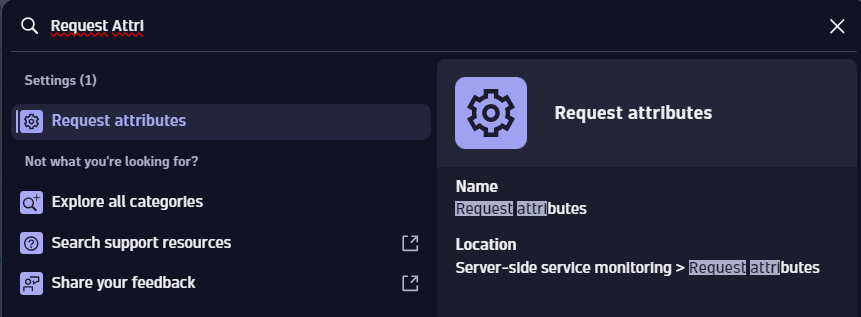 Request Attri
Settings (1)
Request attributes
Not what you're looking for?
Explore all categories
Search support resources
Share your feedback
Request attributes
Name
Request attributes
Location
Server-side service monitoring > Request attributes